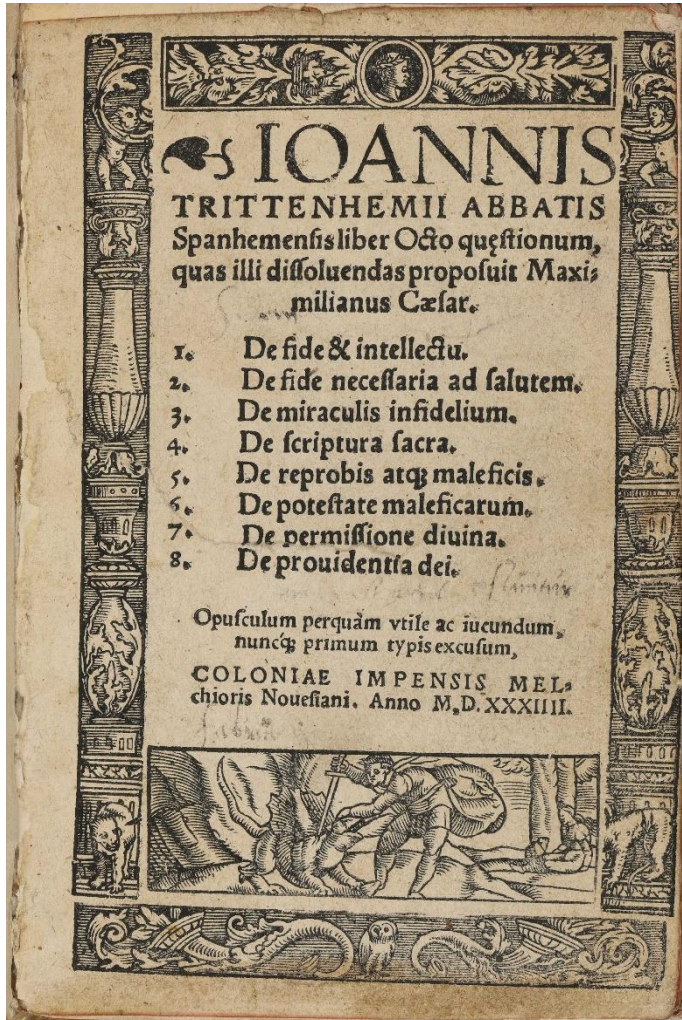 IOANNIS
TRITTENHEMII ABBATIS
Spanhemensis liber Octo quęstionum,
quas illi dissoluendas proposuit Maxi⸗
milianus Cæsar.
1. De fide & intellectu.
2. De fide necessaria ad salutem.
3. De miraculis infidelium.
4. De scriptura sacra.
5. De reprobis atq; maleficis.
6. De potestate maleficarum.
7. De permissione diuina.
8. De prouidentia dei.
Opusculum perquàm vtile ac iucundum,
nuncq́; primum typis excusum,
COLONIAE IMPENSIS MEL⸗
chioris Nouesiani. Anno M.D.XXXIIII.